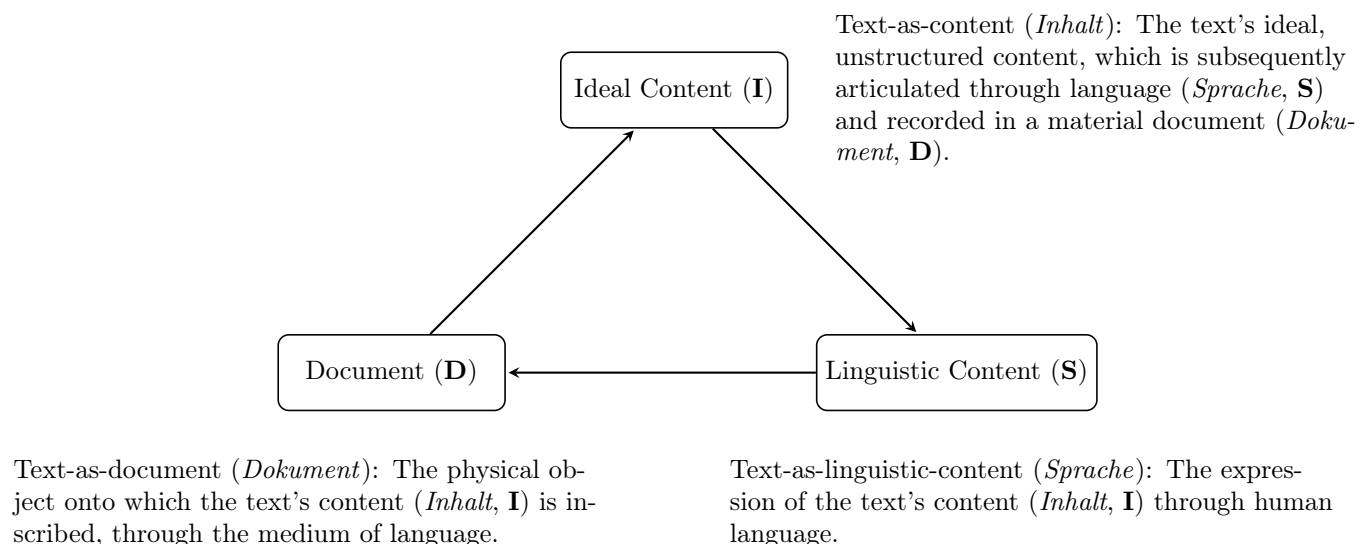 Text-as-content (Inhalt): The text's ideal,
unstructured content, which is subsequently
articulated through language (Sprache, S)
and recorded in a material document (Doku-
ment, D).
Ideal Content (I)
Document (D)
Linguistic Content (S)
Text-as-document (Dokument): The physical ob-
ject onto which the text's content (Inhalt, I) is in-
scribed, through the medium of language.
Text-as-linguistic-content (Sprache): The expres-
sion of the text's content (Inhalt, I) through human
language.